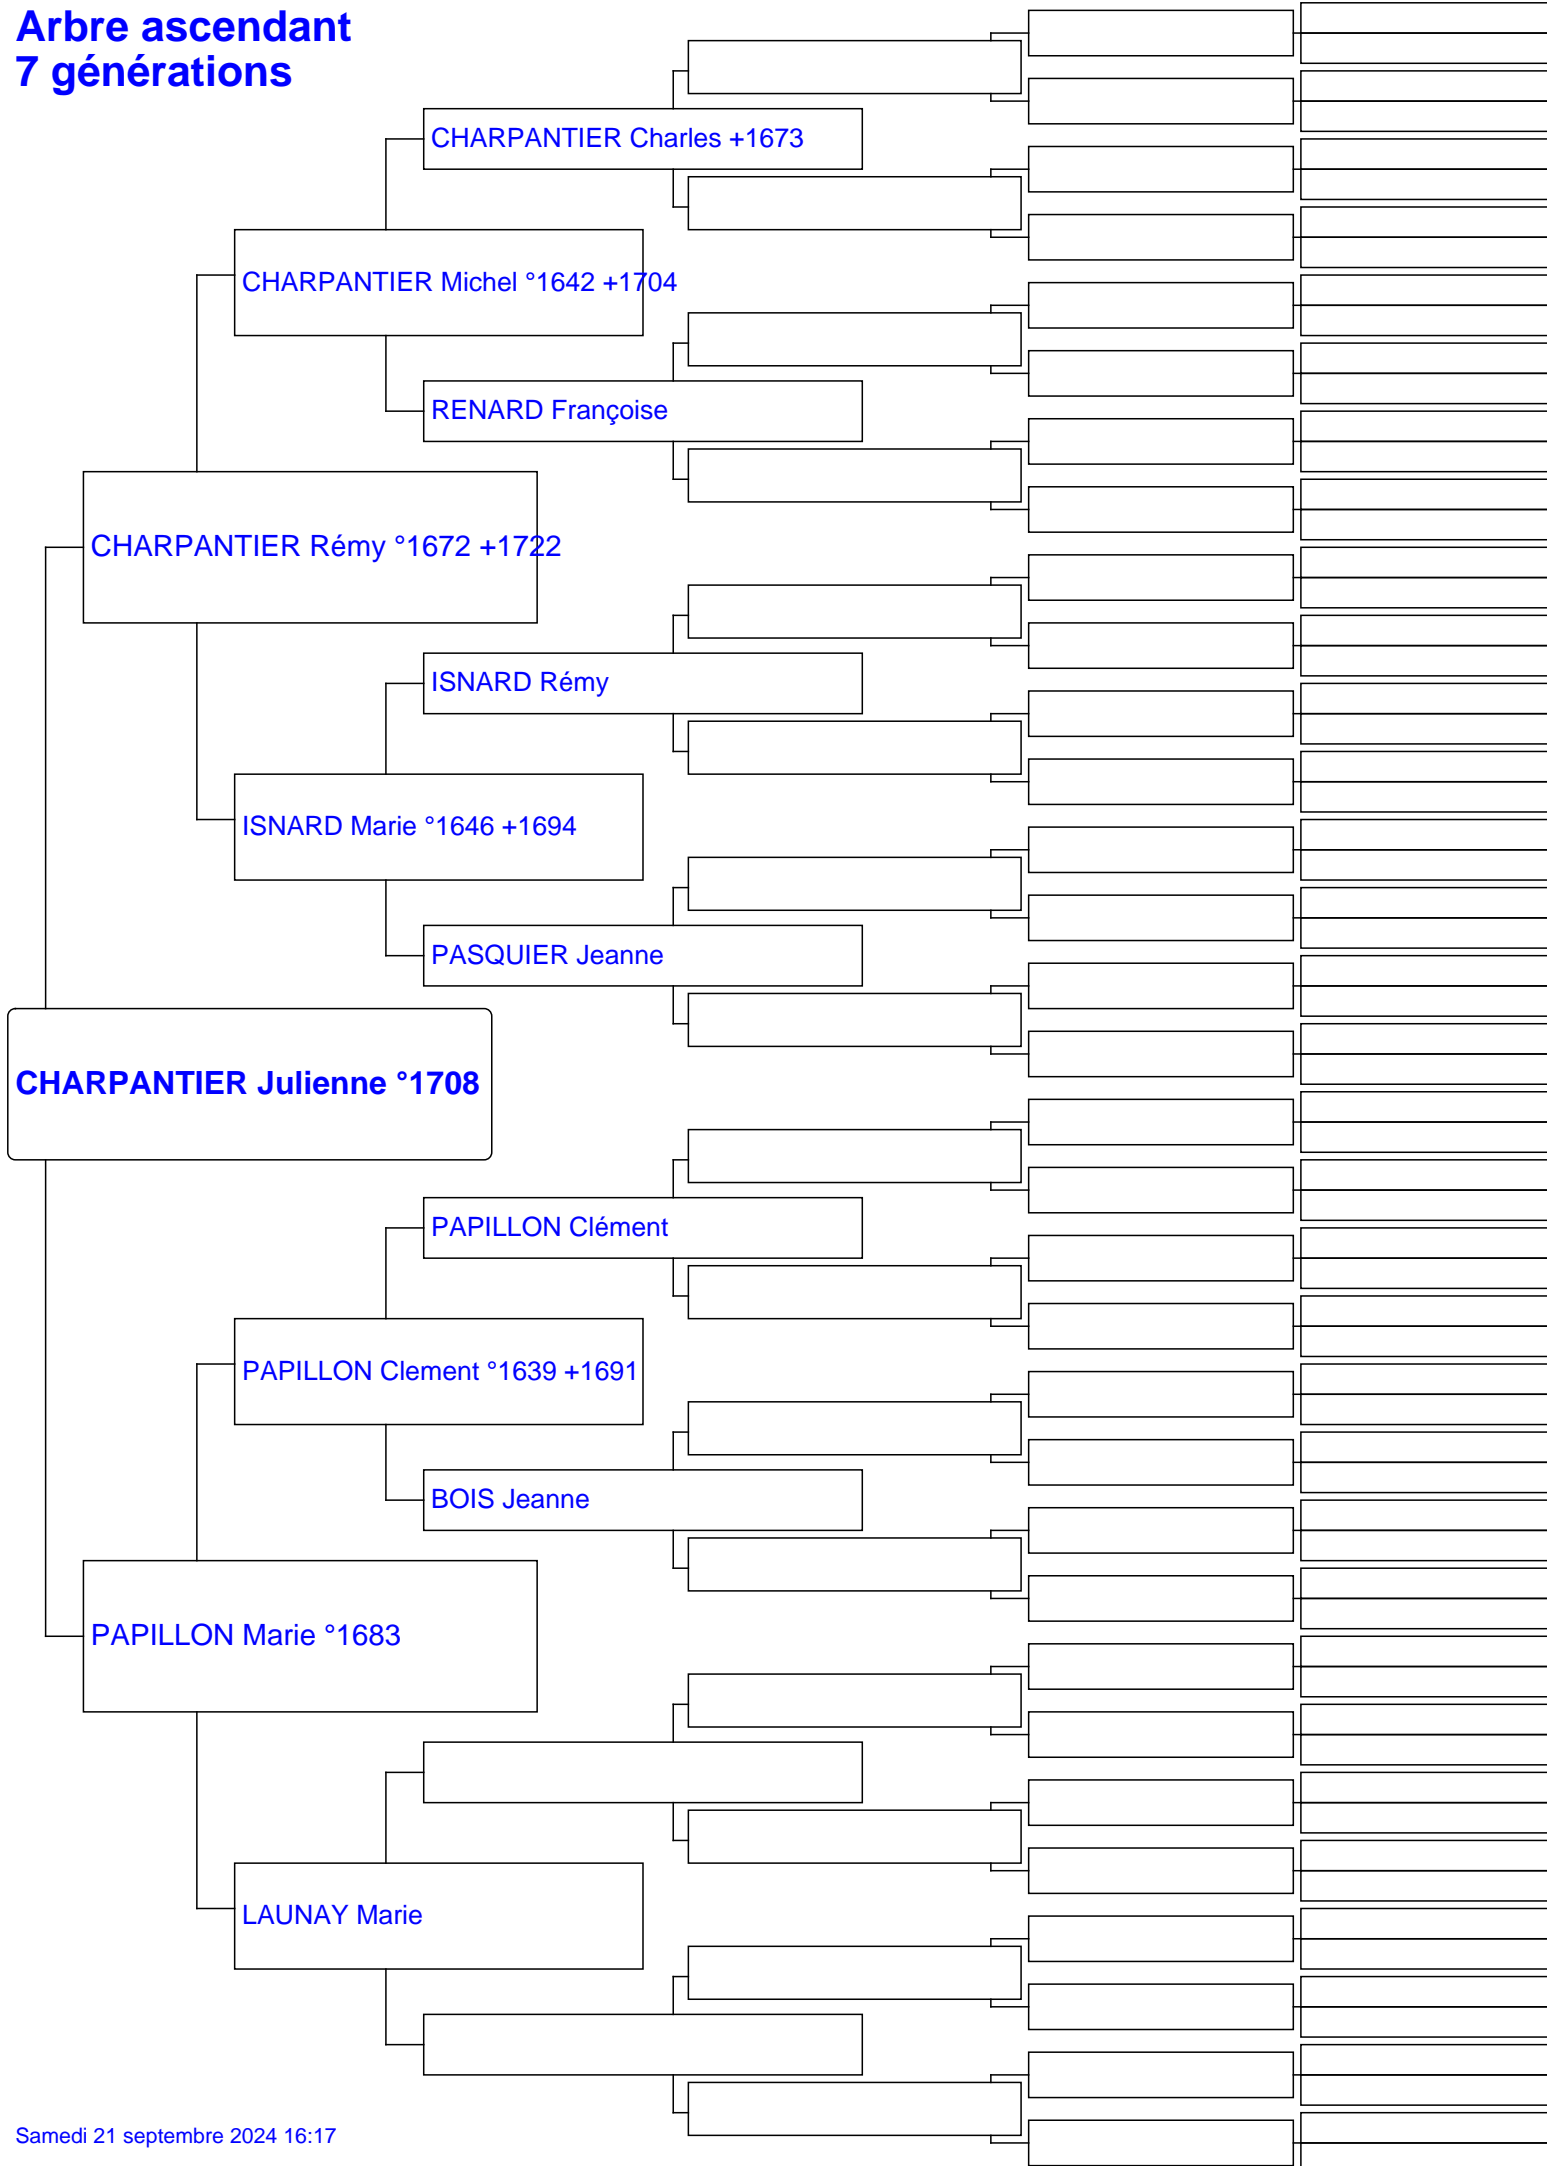 Arbre ascendant
7 générations
CHARPANTIER Charles +1673
CHARPANTIER Michel °1642 +1704
RENARD Françoise
CHARPANTIER Rémy °1672 +1722
ISNARD Rémy
ISNARD Marie °1646 +1694
PASQUIER Jeanne
CHARPANTIER Julienne °1708
PAPILLON Clément
PAPILLON Clement °1639 +1691
BOIS Jeanne
PAPILLON Marie °1683
LAUNAY Marie
Samedi 21 septembre 2024 16:17